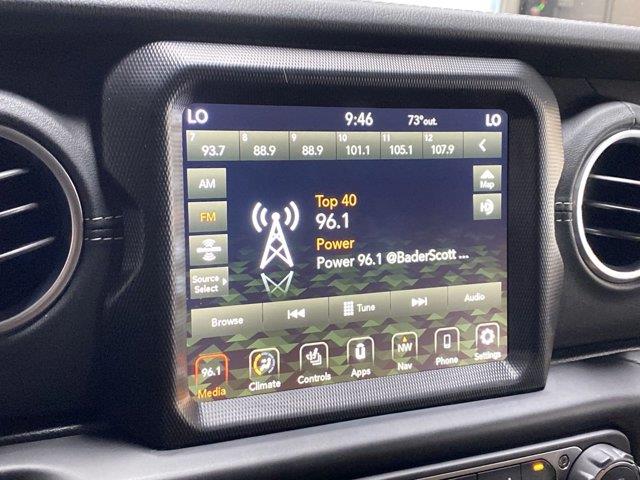 LO 9:46 73°out. LO
7 93.7 8 88.9 9 88.9 10 101.1 11 105.1 12 107.9
AM
Map
FM
Top 40
96.1
Power
Power 96.1 @BaderScott ...
Source
Select
Browse Tune Audio
96.1 NW
Media Climate Controls Apps Nav Phone Settings